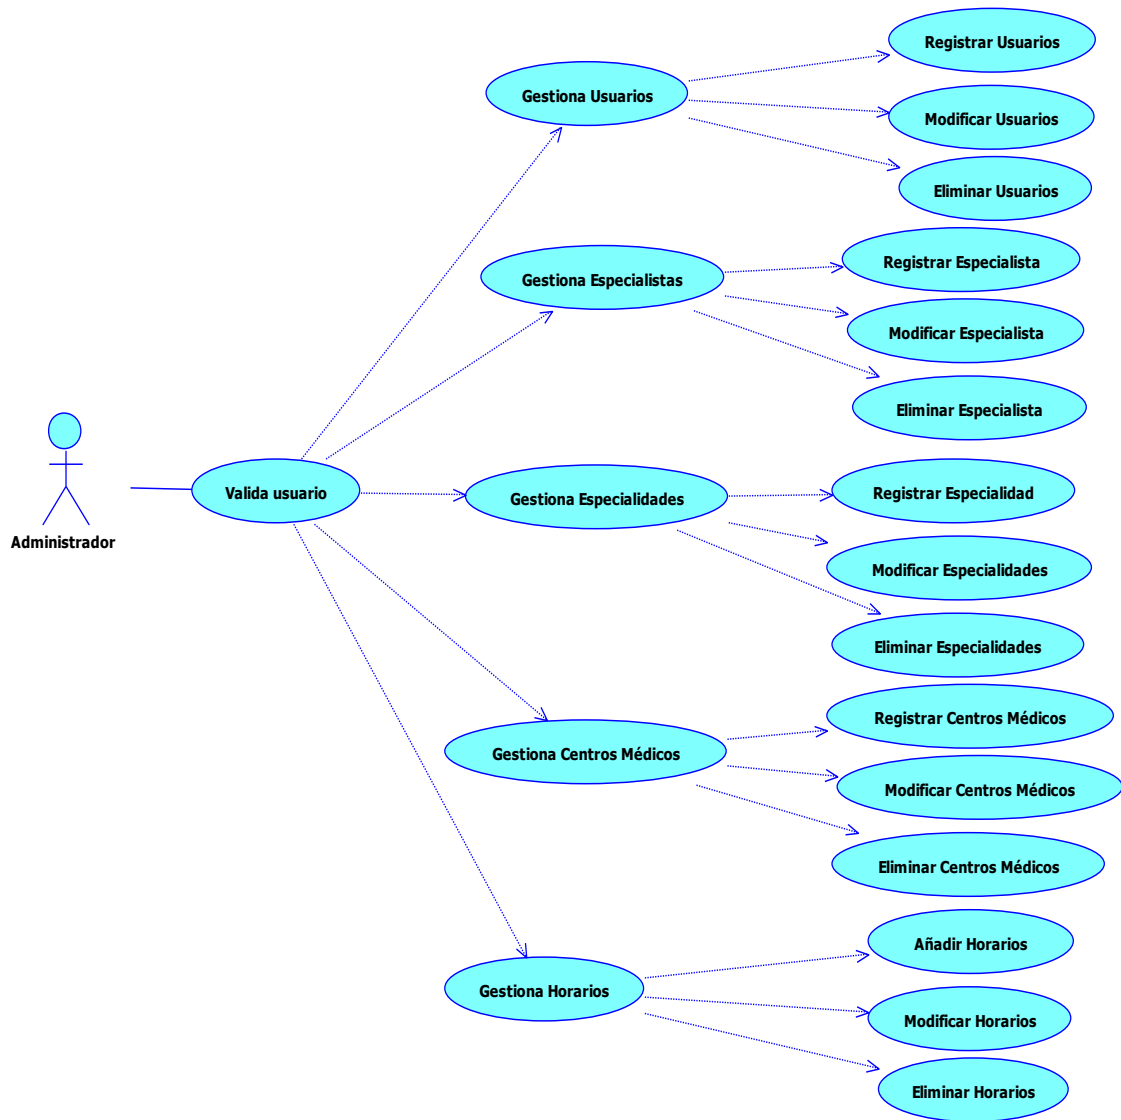 Registrar Usuarios
Gestiona Usuarios
Modificar Usuarios
Eliminar Usuarios
Registrar Especialista
Gestiona Especialistas
Modificar Especialista
Eliminar Especialista
Administrador
Valida usuario
Gestiona Especialidades
Registrar Especialidad
Modificar Especialidades
Eliminar Especialidades
Registrar Centros Médicos
Gestiona Centros Médicos
Modificar Centros Médicos
Eliminar Centros Médicos
Añadir Horarios
Gestiona Horarios
Modificar Horarios
Eliminar Horarios